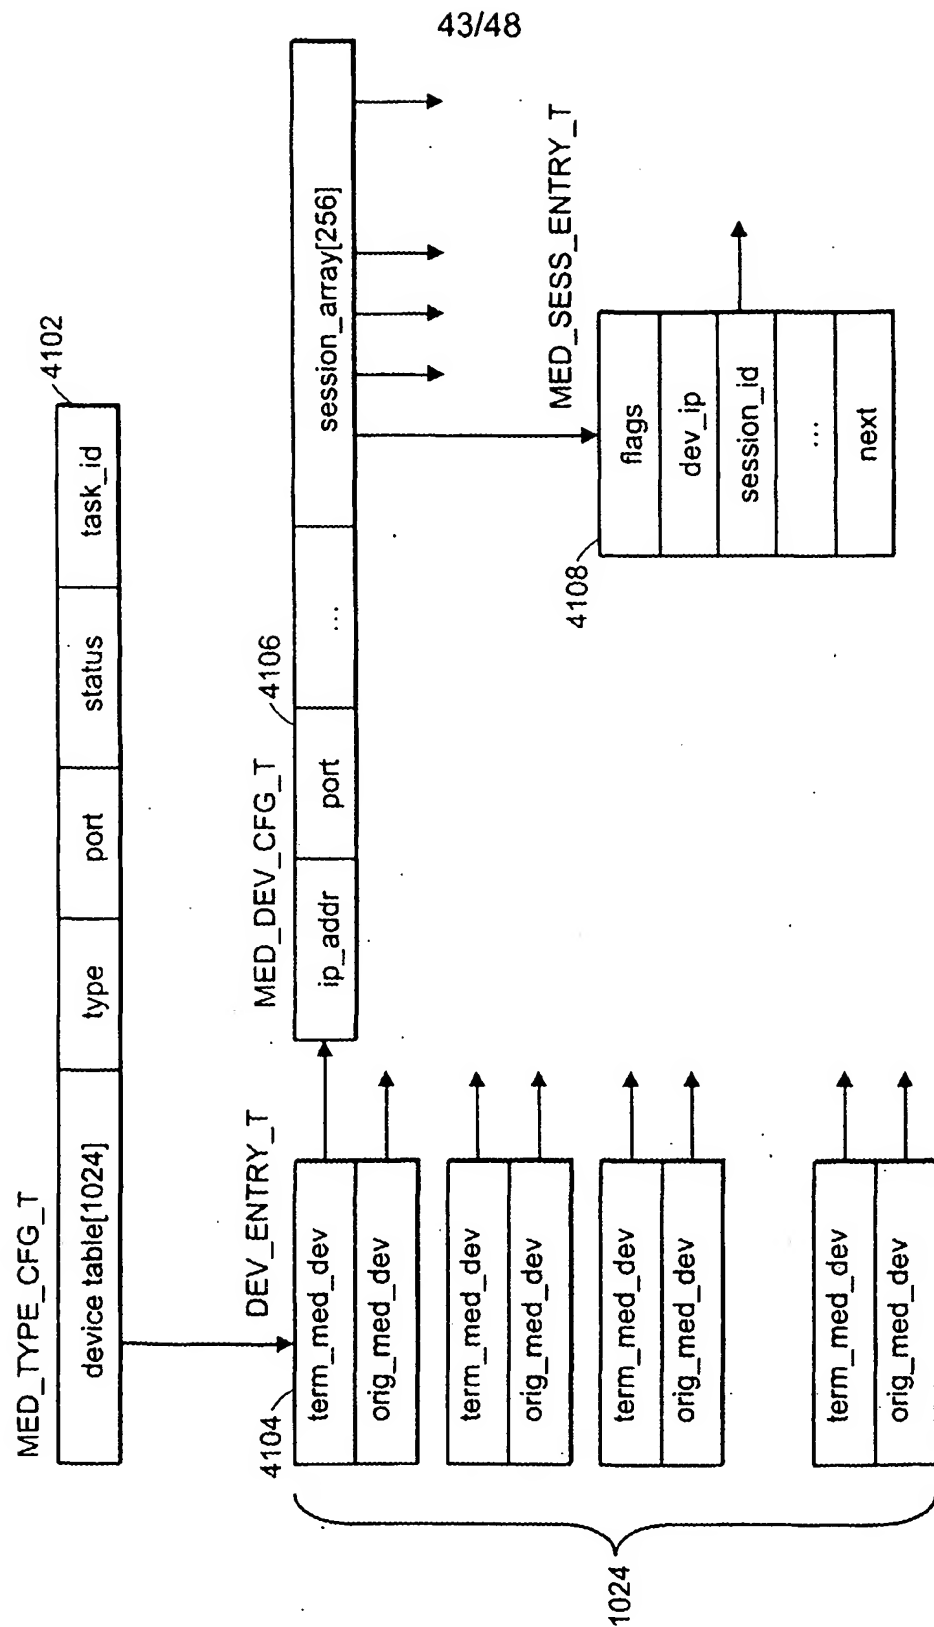 43/48
MED_TYPE_CFG_T
4102
device table[1024]
type
port
status
task_id
DEV_ENTRY_T
4104
term_med_dev
orig_med_dev
term_med_dev
orig_med_dev
term_med_dev
orig_med_dev
term_med_dev
orig_med_dev
1024
MED_DEV_CFG_T
4106
ip_addr
port
...
session_array[256]
MED_SESS_ENTRY_T
4108
flags
dev_ip
session_id
...
next